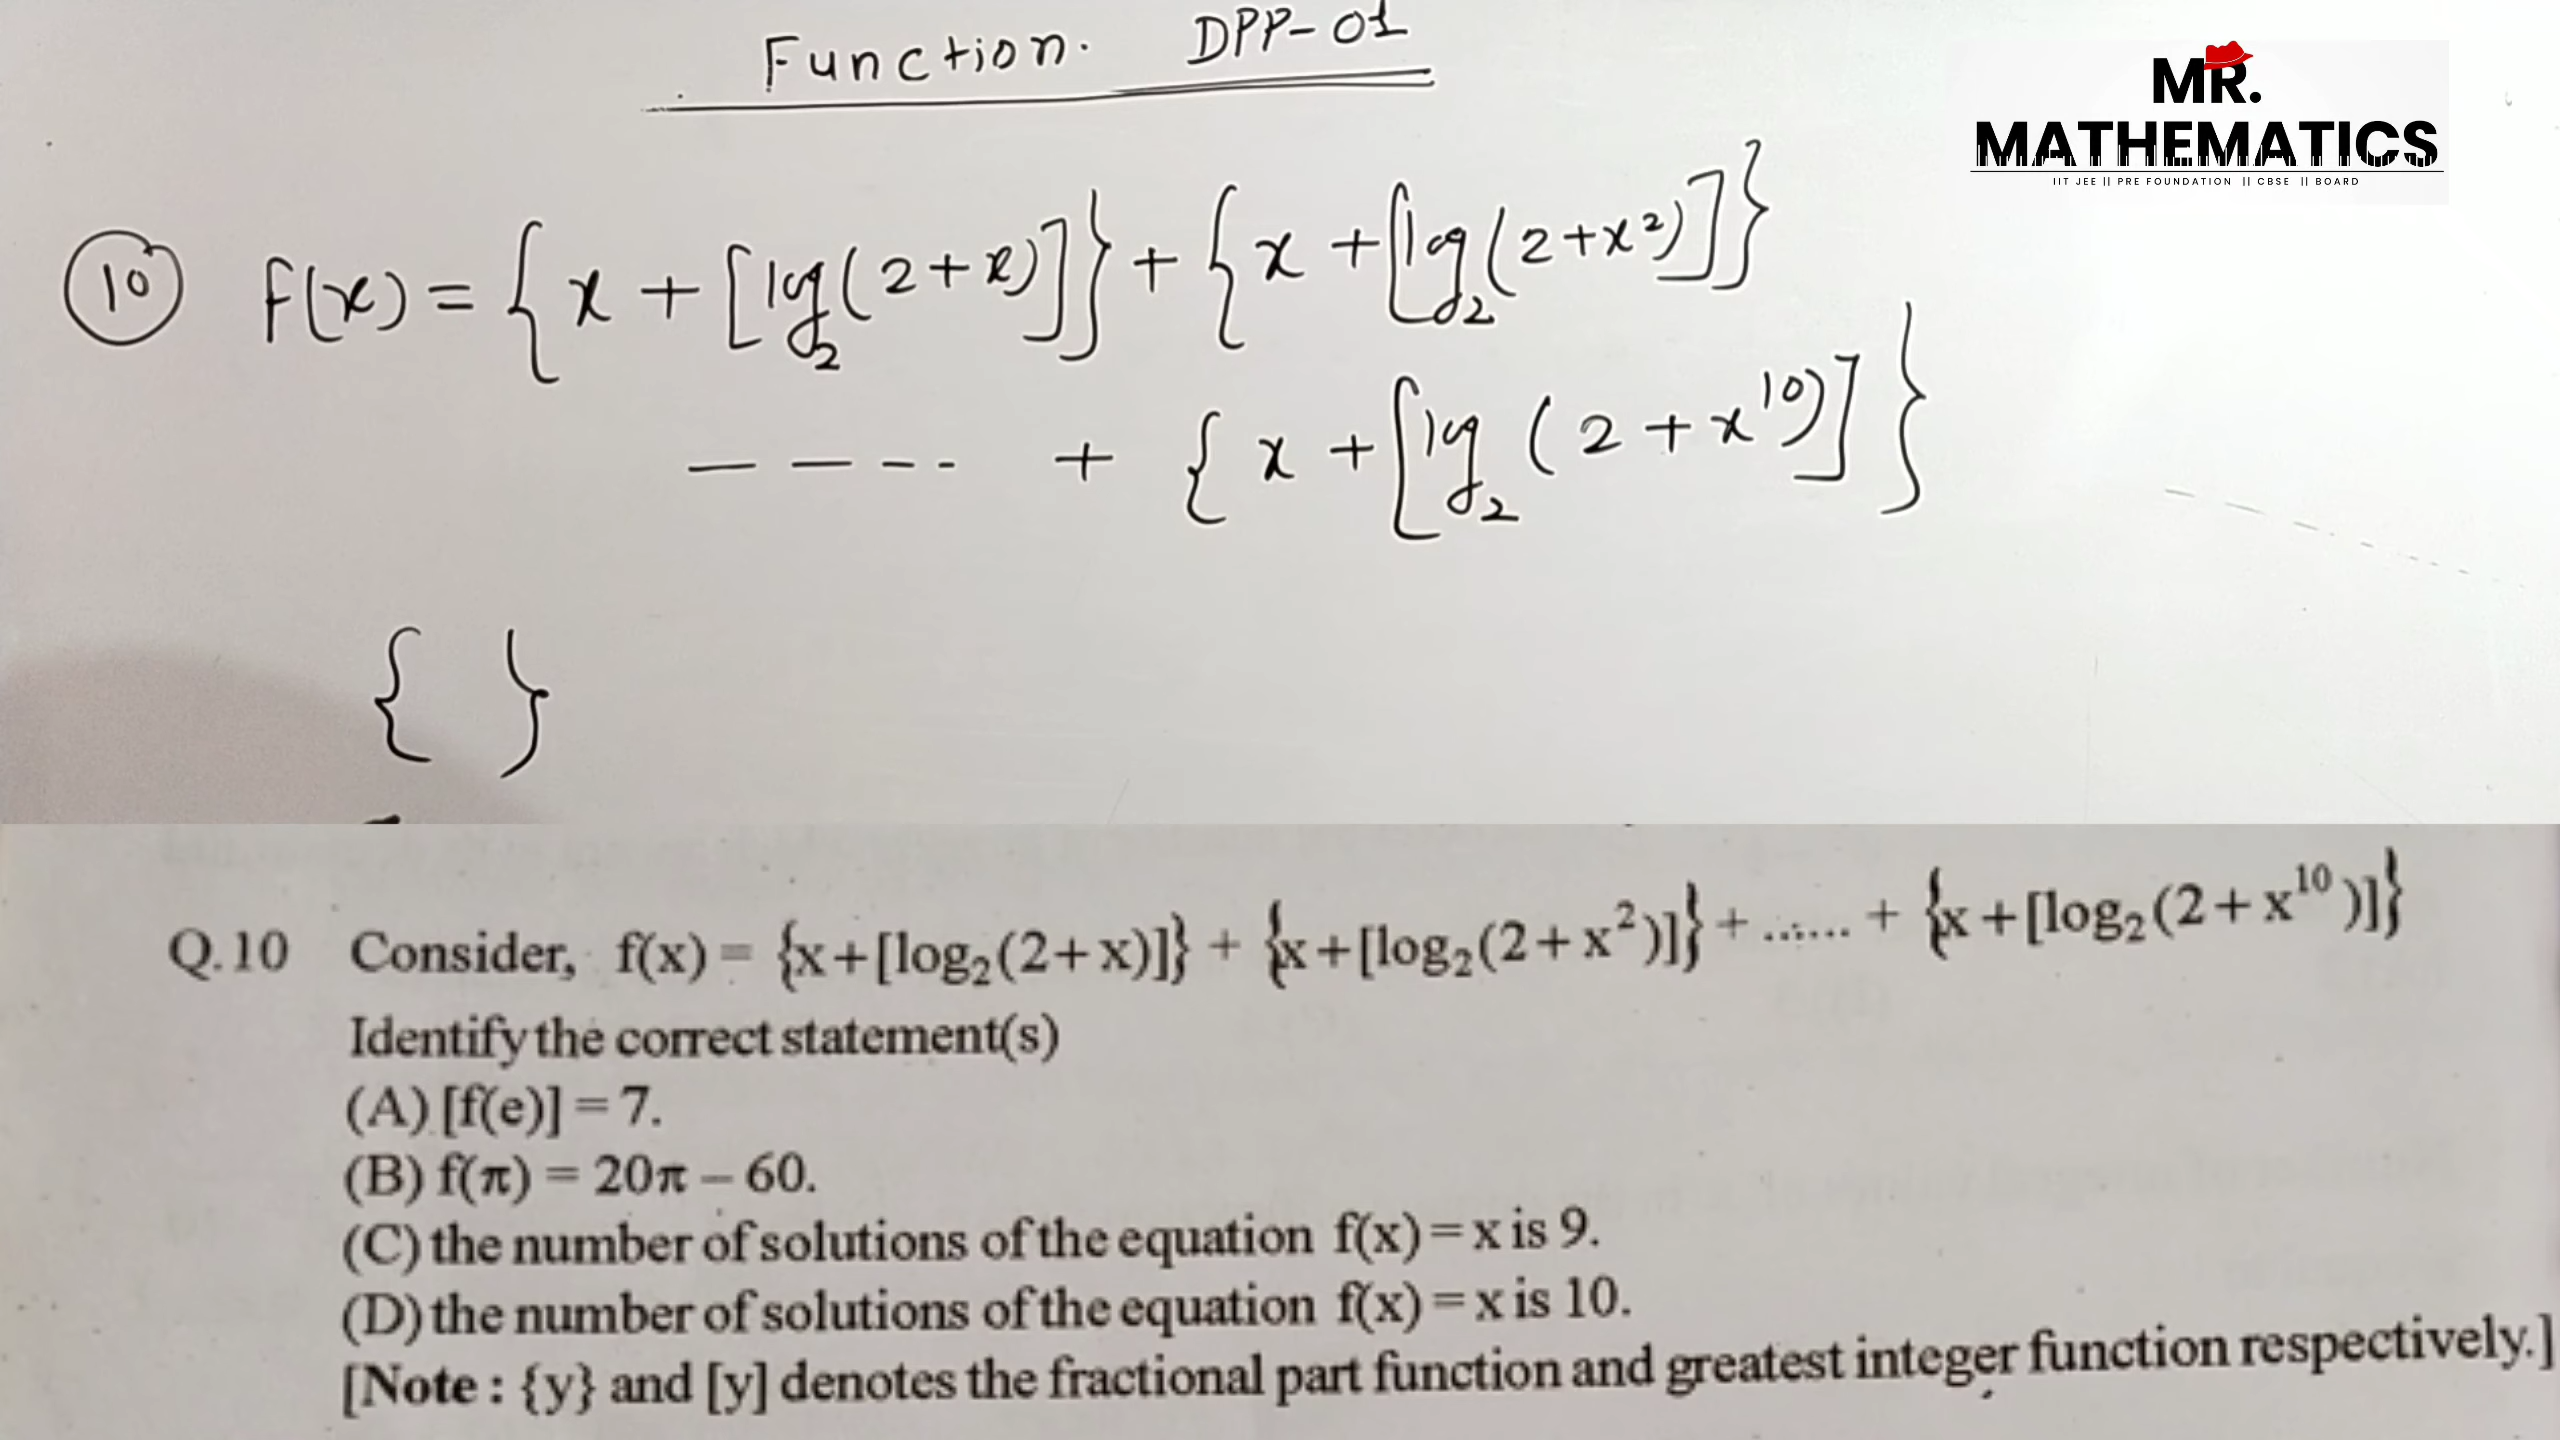 Function. DPP-01
MR.
MATHEMATICS
IIT JEE || PRE FOUNDATION || CBSE || BOARD
10 f(x) = {x + [log₂(2+x)]} + {x + [log₂(2+x²)]}
---- + {x + [log₂(2+x¹⁰)]}
{ }
Q.10 Consider, f(x) = {x+[log₂(2+x)]} + {x+[log₂(2+x²)]} + ...... + {x+[log₂(2+x¹⁰)]}
Identify the correct statement(s)
(A) [f(e)] = 7.
(B) f(π) = 20π – 60.
(C) the number of solutions of the equation f(x) = x is 9.
(D) the number of solutions of the equation f(x) = x is 10.
[Note : {y} and [y] denotes the fractional part function and greatest integer function respectively.]